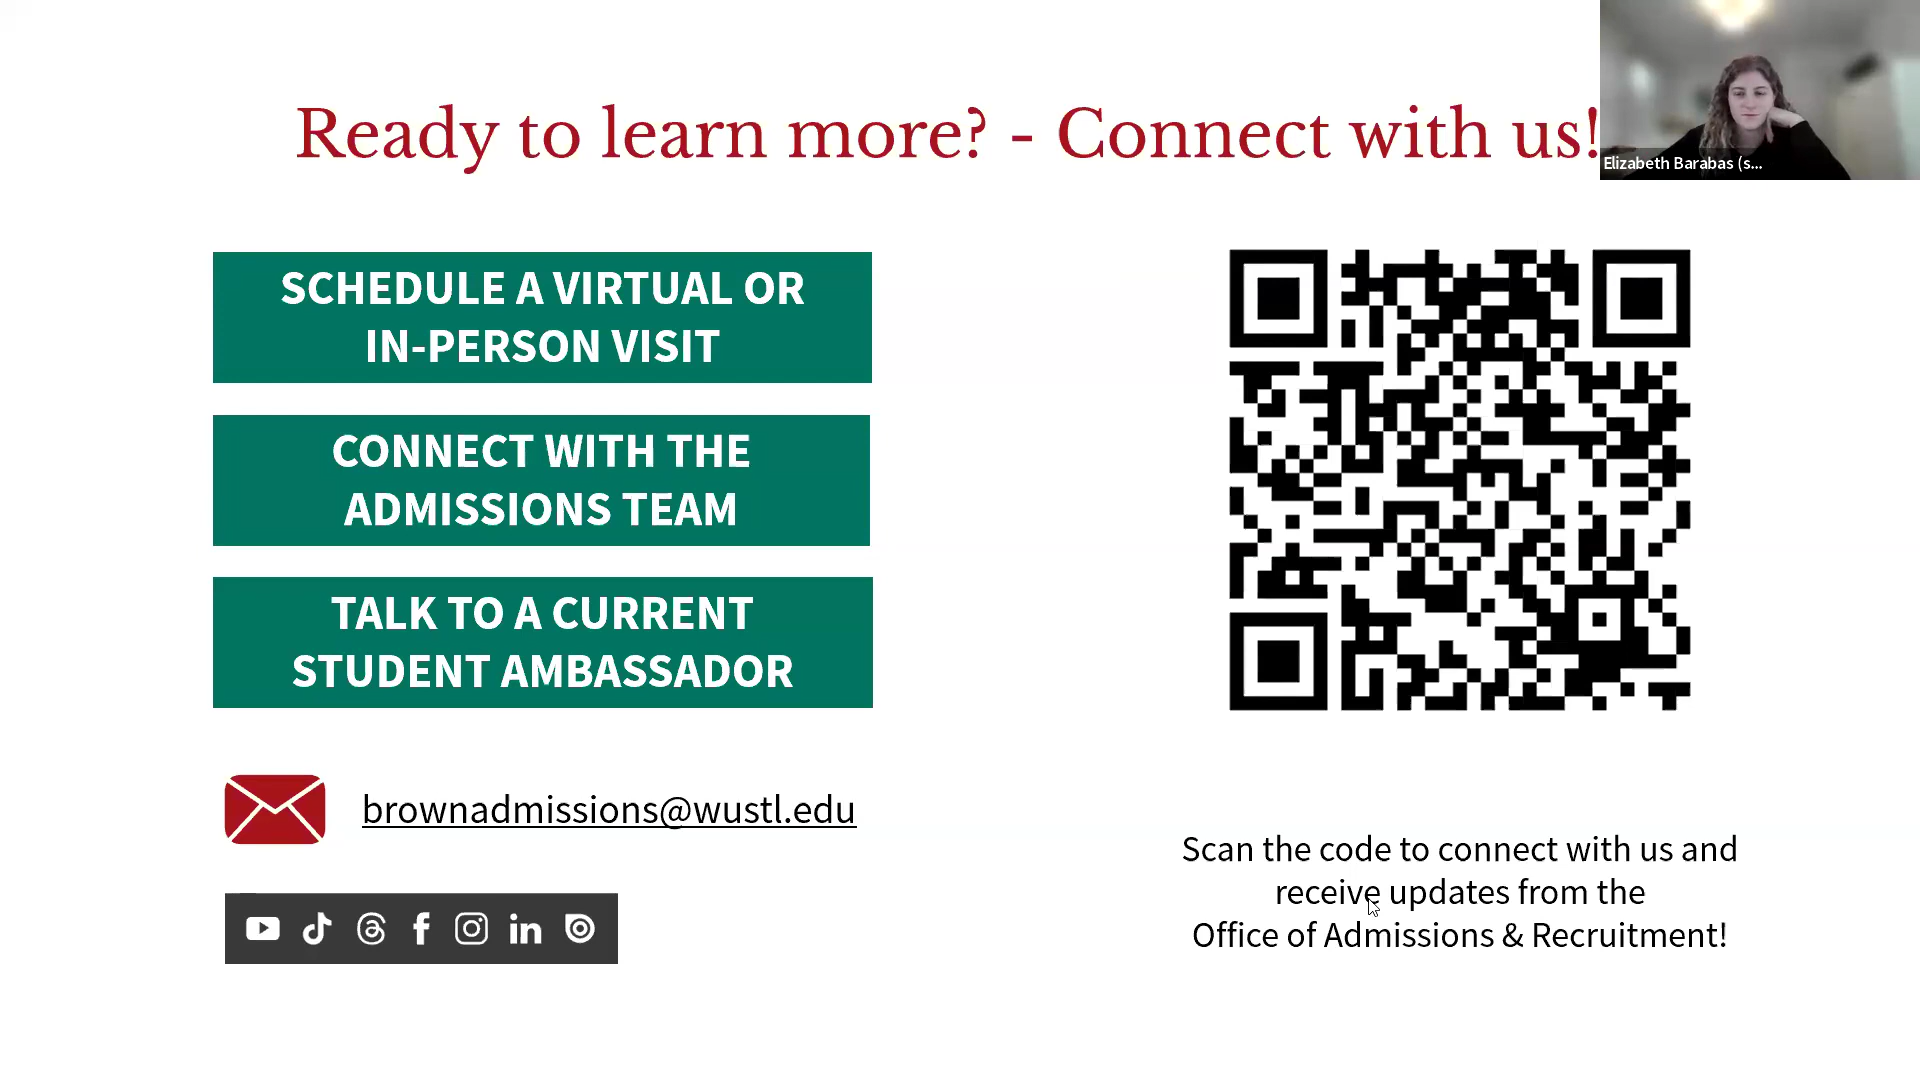 Ready to learn more? - Connect with us!
Elizabeth Barabas (s...
SCHEDULE A VIRTUAL OR
IN-PERSON VISIT
CONNECT WITH THE
ADMISSIONS TEAM
TALK TO A CURRENT
STUDENT AMBASSADOR
brownadmissions@wustl.edu
Scan the code to connect with us and
receive updates from the
Office of Admissions & Recruitment!